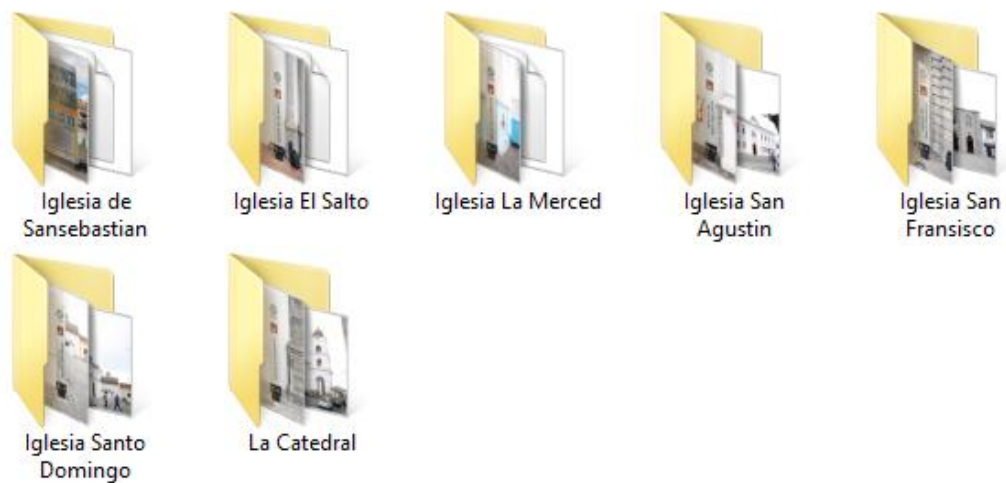 Iglesia de
Sansebastian
Iglesia El Salto
Iglesia La Merced
Iglesia San
Agustin
Iglesia San
Fransisco
Iglesia Santo
Domingo
La Catedral